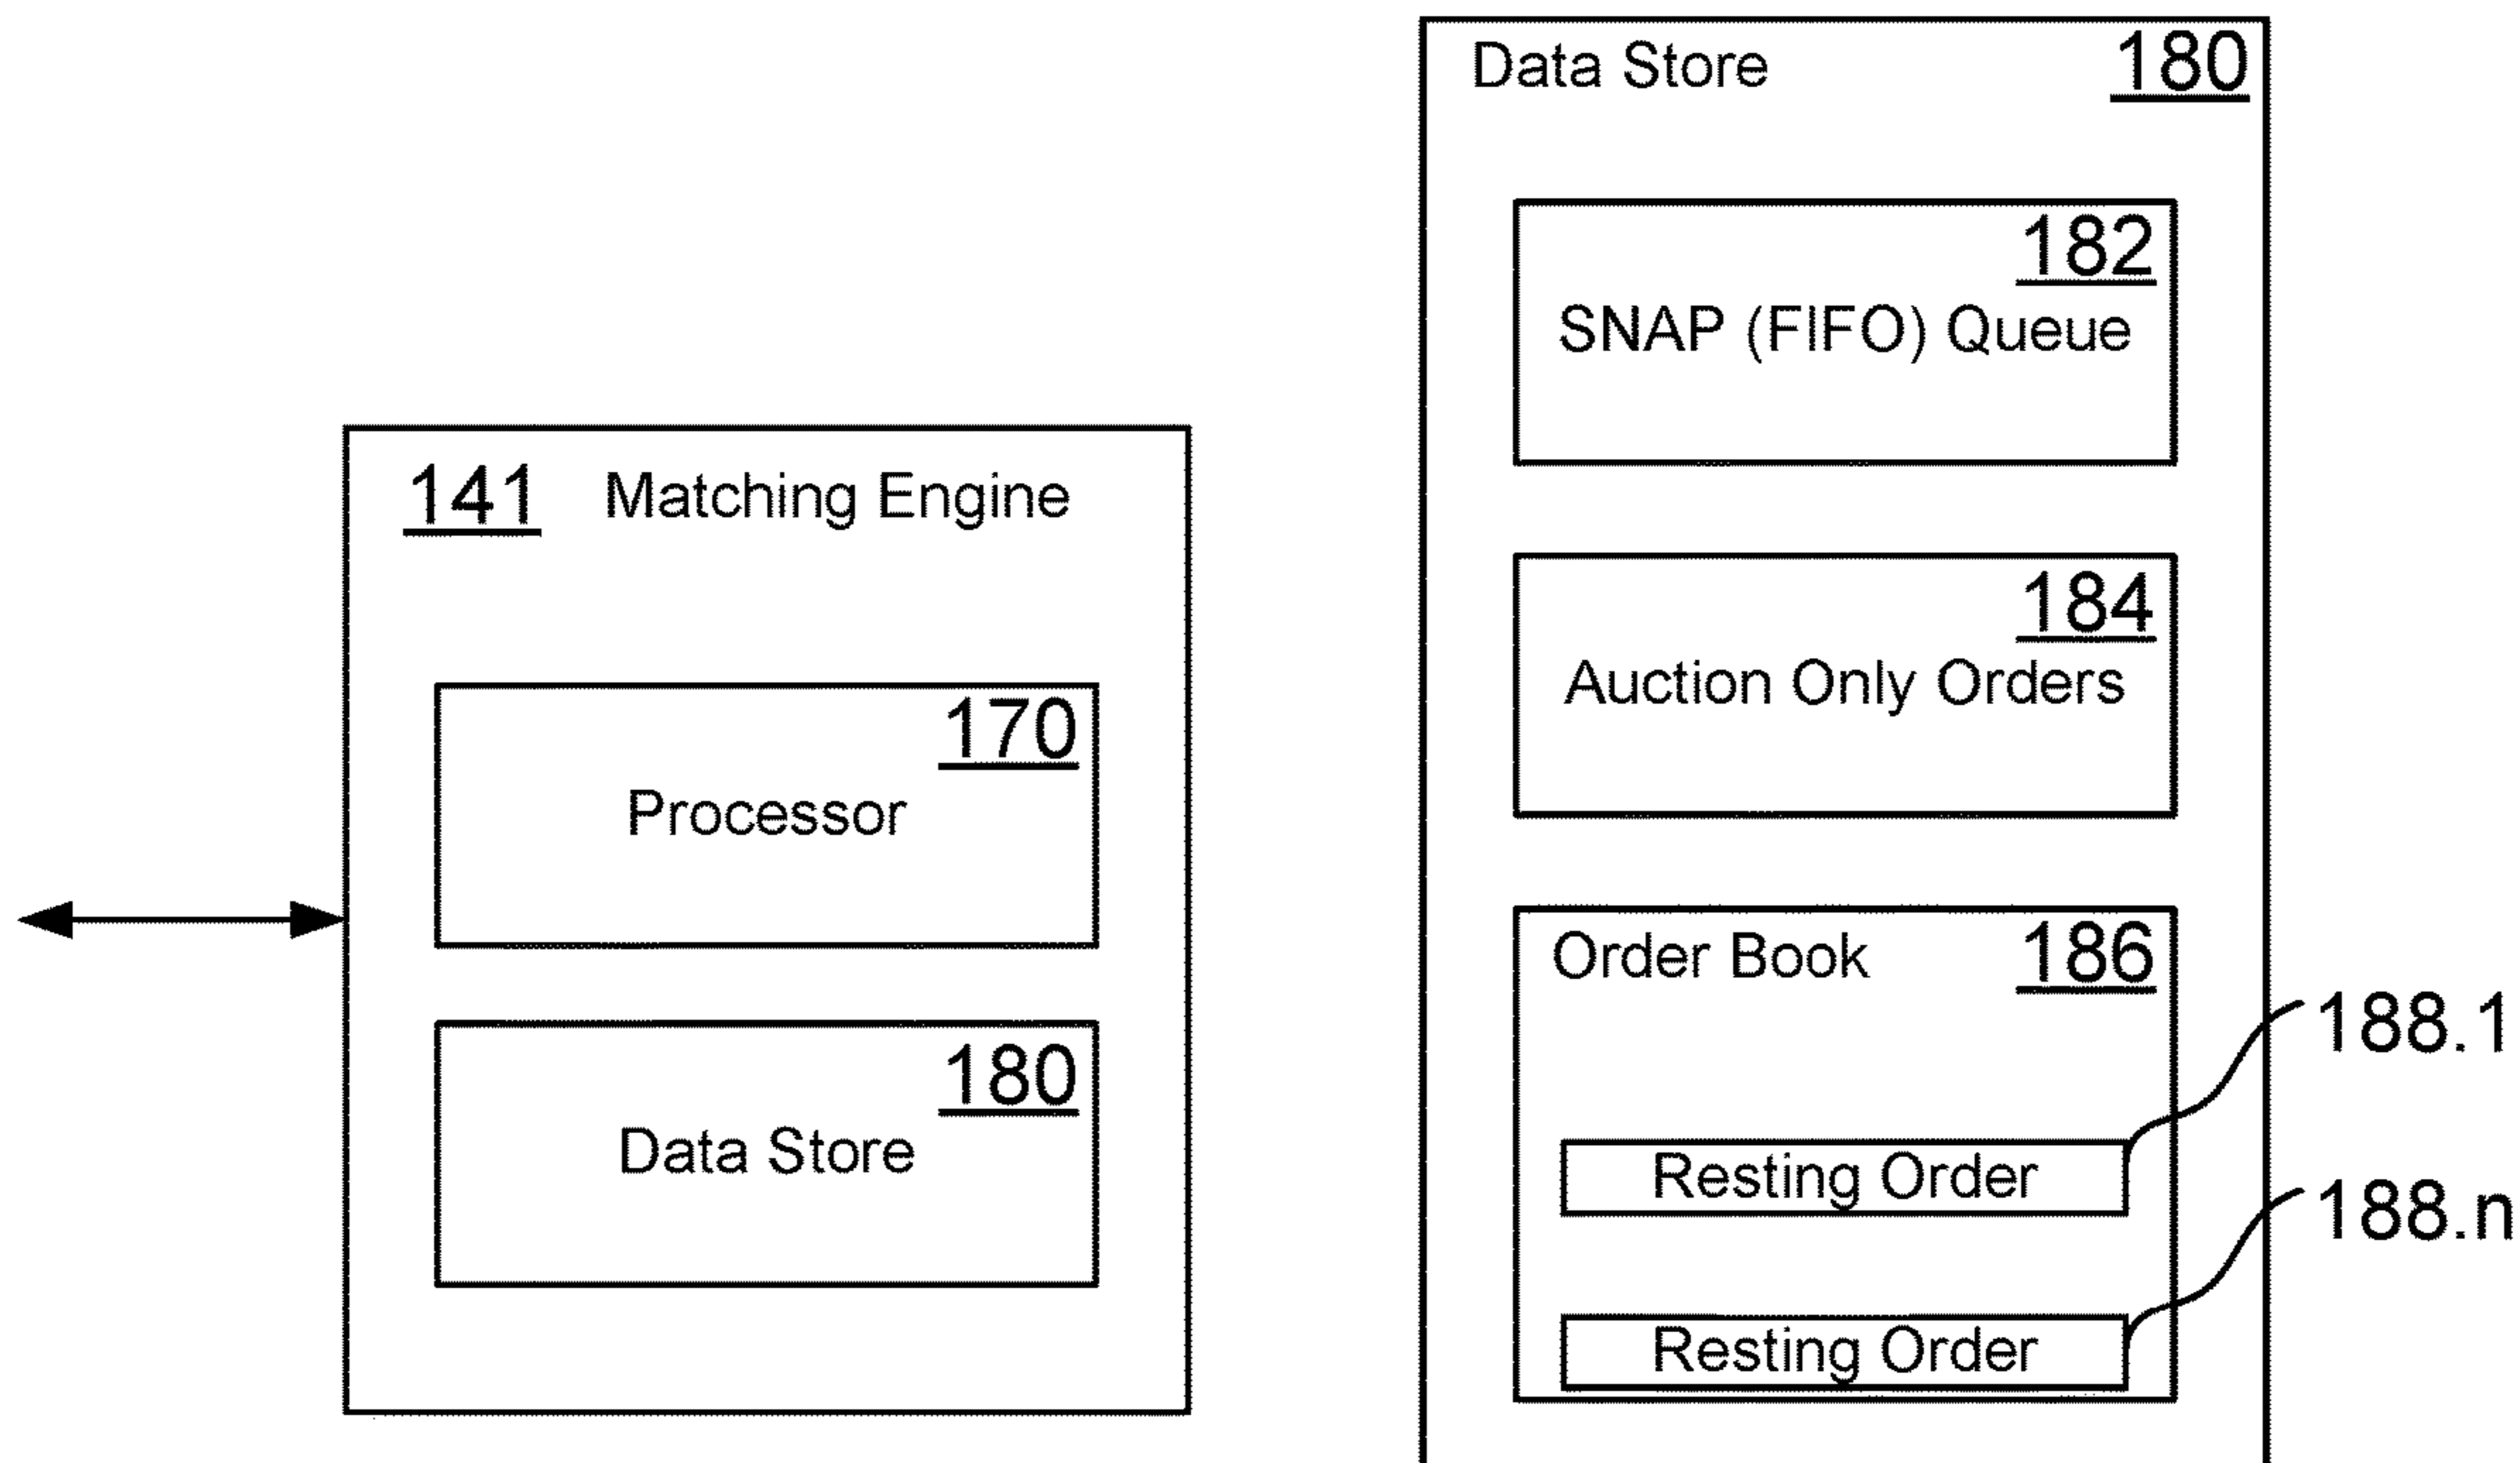 141 Matching Engine
170
Processor
180
Data Store
Data Store 180
182
SNAP (FIFO) Queue
184
Auction Only Orders
Order Book 186
188.1
Resting Order
188.n
Resting Order